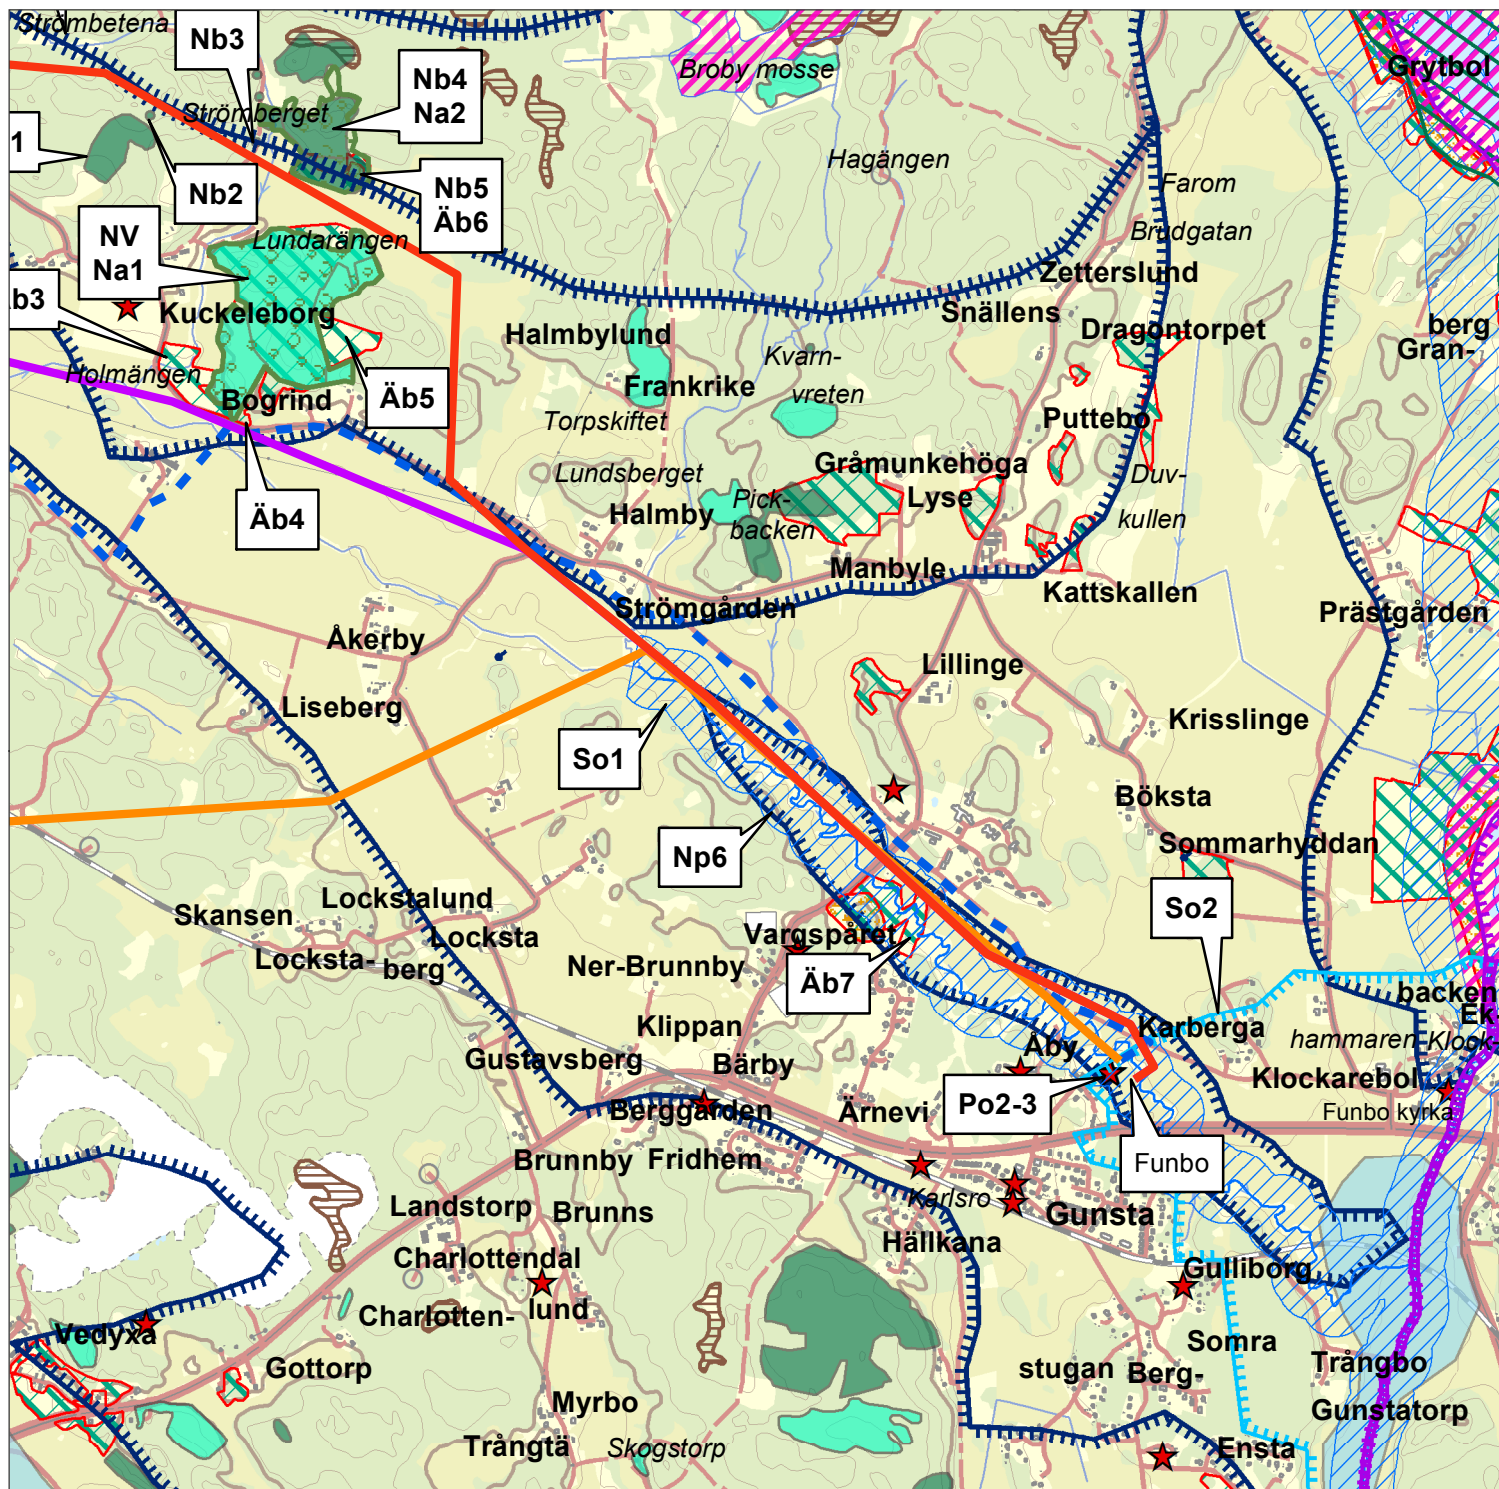 Strömbetena
Nb3
Nb4
Na2
Broby mosse
Grytbol
Strömberget
1
Nb2
Hagängen
Nb5
Äb6
Farom
NV
Na1
Lundarängen
Brudgatan
Zetterslund
b3
Kuckeleborg
Snällens
Halmbylund
Dragontorpet
berg
Gran-
Kvarn-
vreten
Holmängen
Bogrind
Äb5
Frankrike
Torpskiftet
Puttebo
Gråmunkehöga
Lundsberget
Duv-
Äb4
Halmby
Pick-
backen
Lyse
kullen
Manbyle
Kattskallen
Strömgården
Prästgården
Åkerby
Lillinge
Liseberg
Krisslinge
So1
Böksta
Np6
Sommarhyddan
Lockstalund
Skansen
So2
Locksta
Vargspåret
Locksta-
berg
Ner-Brunnby
Äb7
backen
Ek
Klippan
Karberga
hammaren
Klock-
Gustavsberg
Bärby
Åby
Klockarebol
Po2-3
Berggården
Ärnevi
Funbo kyrka
Brunnby
Fridhem
Funbo
Landstorp
Brunns
Karlsro
Gunsta
Hällkana
Charlottendal
Gulliborg
Charlotten-
lund
Vedyxa
Somra
Gottorp
stugan
Berg-
Trångbo
Myrbo
Gunstatorp
Trångtä
Skogstorp
Ensta